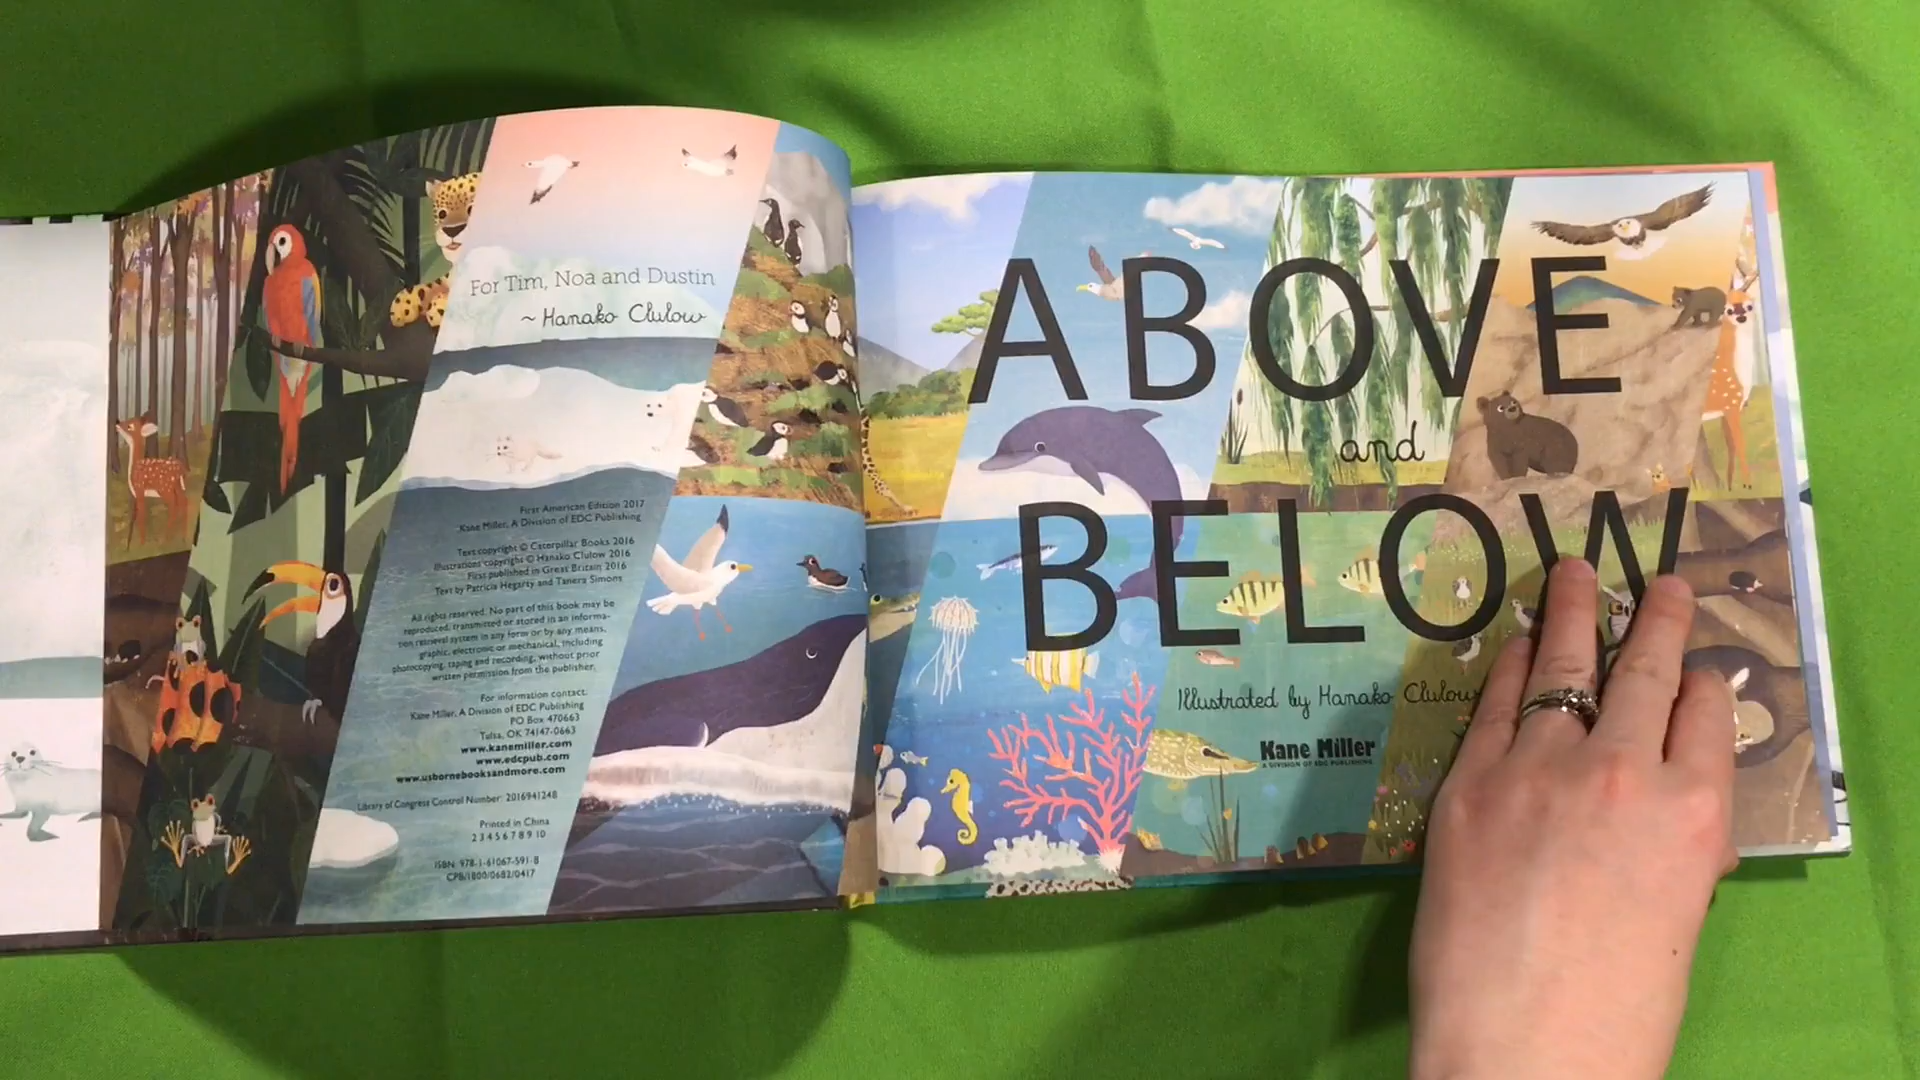 For Tim, Noa and Dustin
~ Hanako Clulow
First American Edition 2017
Kane Miller, A Division of EDC Publishing
Text copyright © Caterpillar Books 2016
Illustrations copyright © Hanako Clulow 2016
First published in Great Britain 2016
Text by Patricia Hegarty and Tanera Simons
All rights reserved. No part of this book may be
reproduced, transmitted or stored in an informa-
tion retrieval system in any form or by any means,
graphic, electronic or mechanical, including
photocopying, taping and recording, without prior
written permission from the publisher.
For information contact:
Kane Miller, A Division of EDC Publishing
PO Box 470663
Tulsa, OK 74147-0663
www.kanemiller.com
www.edcpub.com
www.usbornebooksandmore.com
Library of Congress Control Number: 2016941248
Printed in China
2 3 4 5 6 7 8 9 10
ISBN: 978-1-61067-591-8
CPB/1800/0682/0417
ABOVE
and
BELOW
Illustrated by Hanako Clulow
Kane Miller
A DIVISION OF EDC PUBLISHING